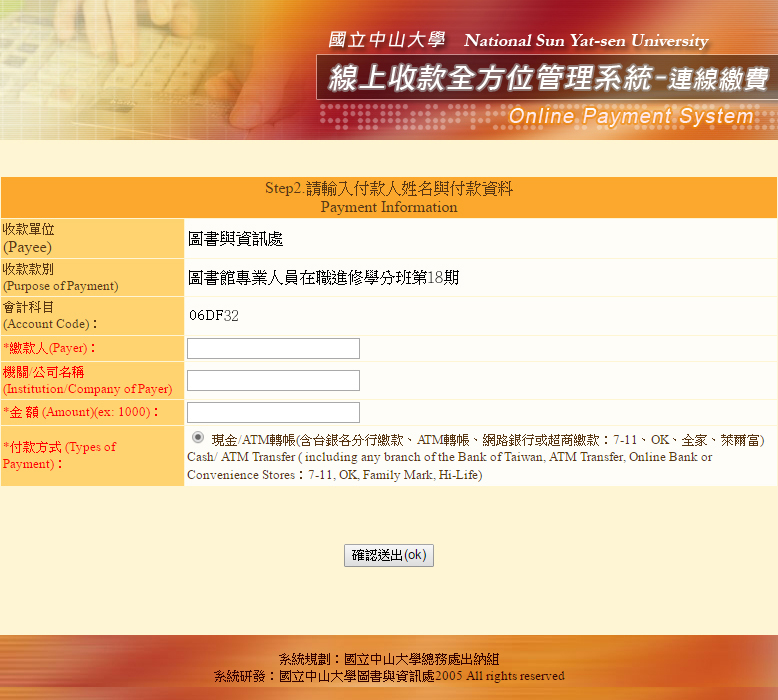 國立中山大學 National Sun Yat-sen University
線上收款全方位管理系統-連線繳費
Online Payment System
Step2.請輸入付款人姓名與付款資料
Payment Information
收款單位
(Payee)
圖書與資訊處
收款款別
(Purpose of Payment)
圖書館專業人員在職進修學分班第18期
會計科目
(Account Code)：
06DF32
*繳款人(Payer)：
機關/公司名稱
(Institution/Company of Payer)
*金 額 (Amount)(ex: 1000)：
*付款方式 (Types of
Payment)：
現金/ATM轉帳(含台銀各分行繳款、ATM轉帳、網路銀行或超商繳款：7-11、OK、全家、萊爾富)
Cash/ ATM Transfer ( including any branch of the Bank of Taiwan, ATM Transfer, Online Bank or
Convenience Stores：7-11, OK, Family Mark, Hi-Life)
確認送出(ok)
系統規劃：國立中山大學總務處出納組
系統研發：國立中山大學圖書與資訊處2005 All rights reserved